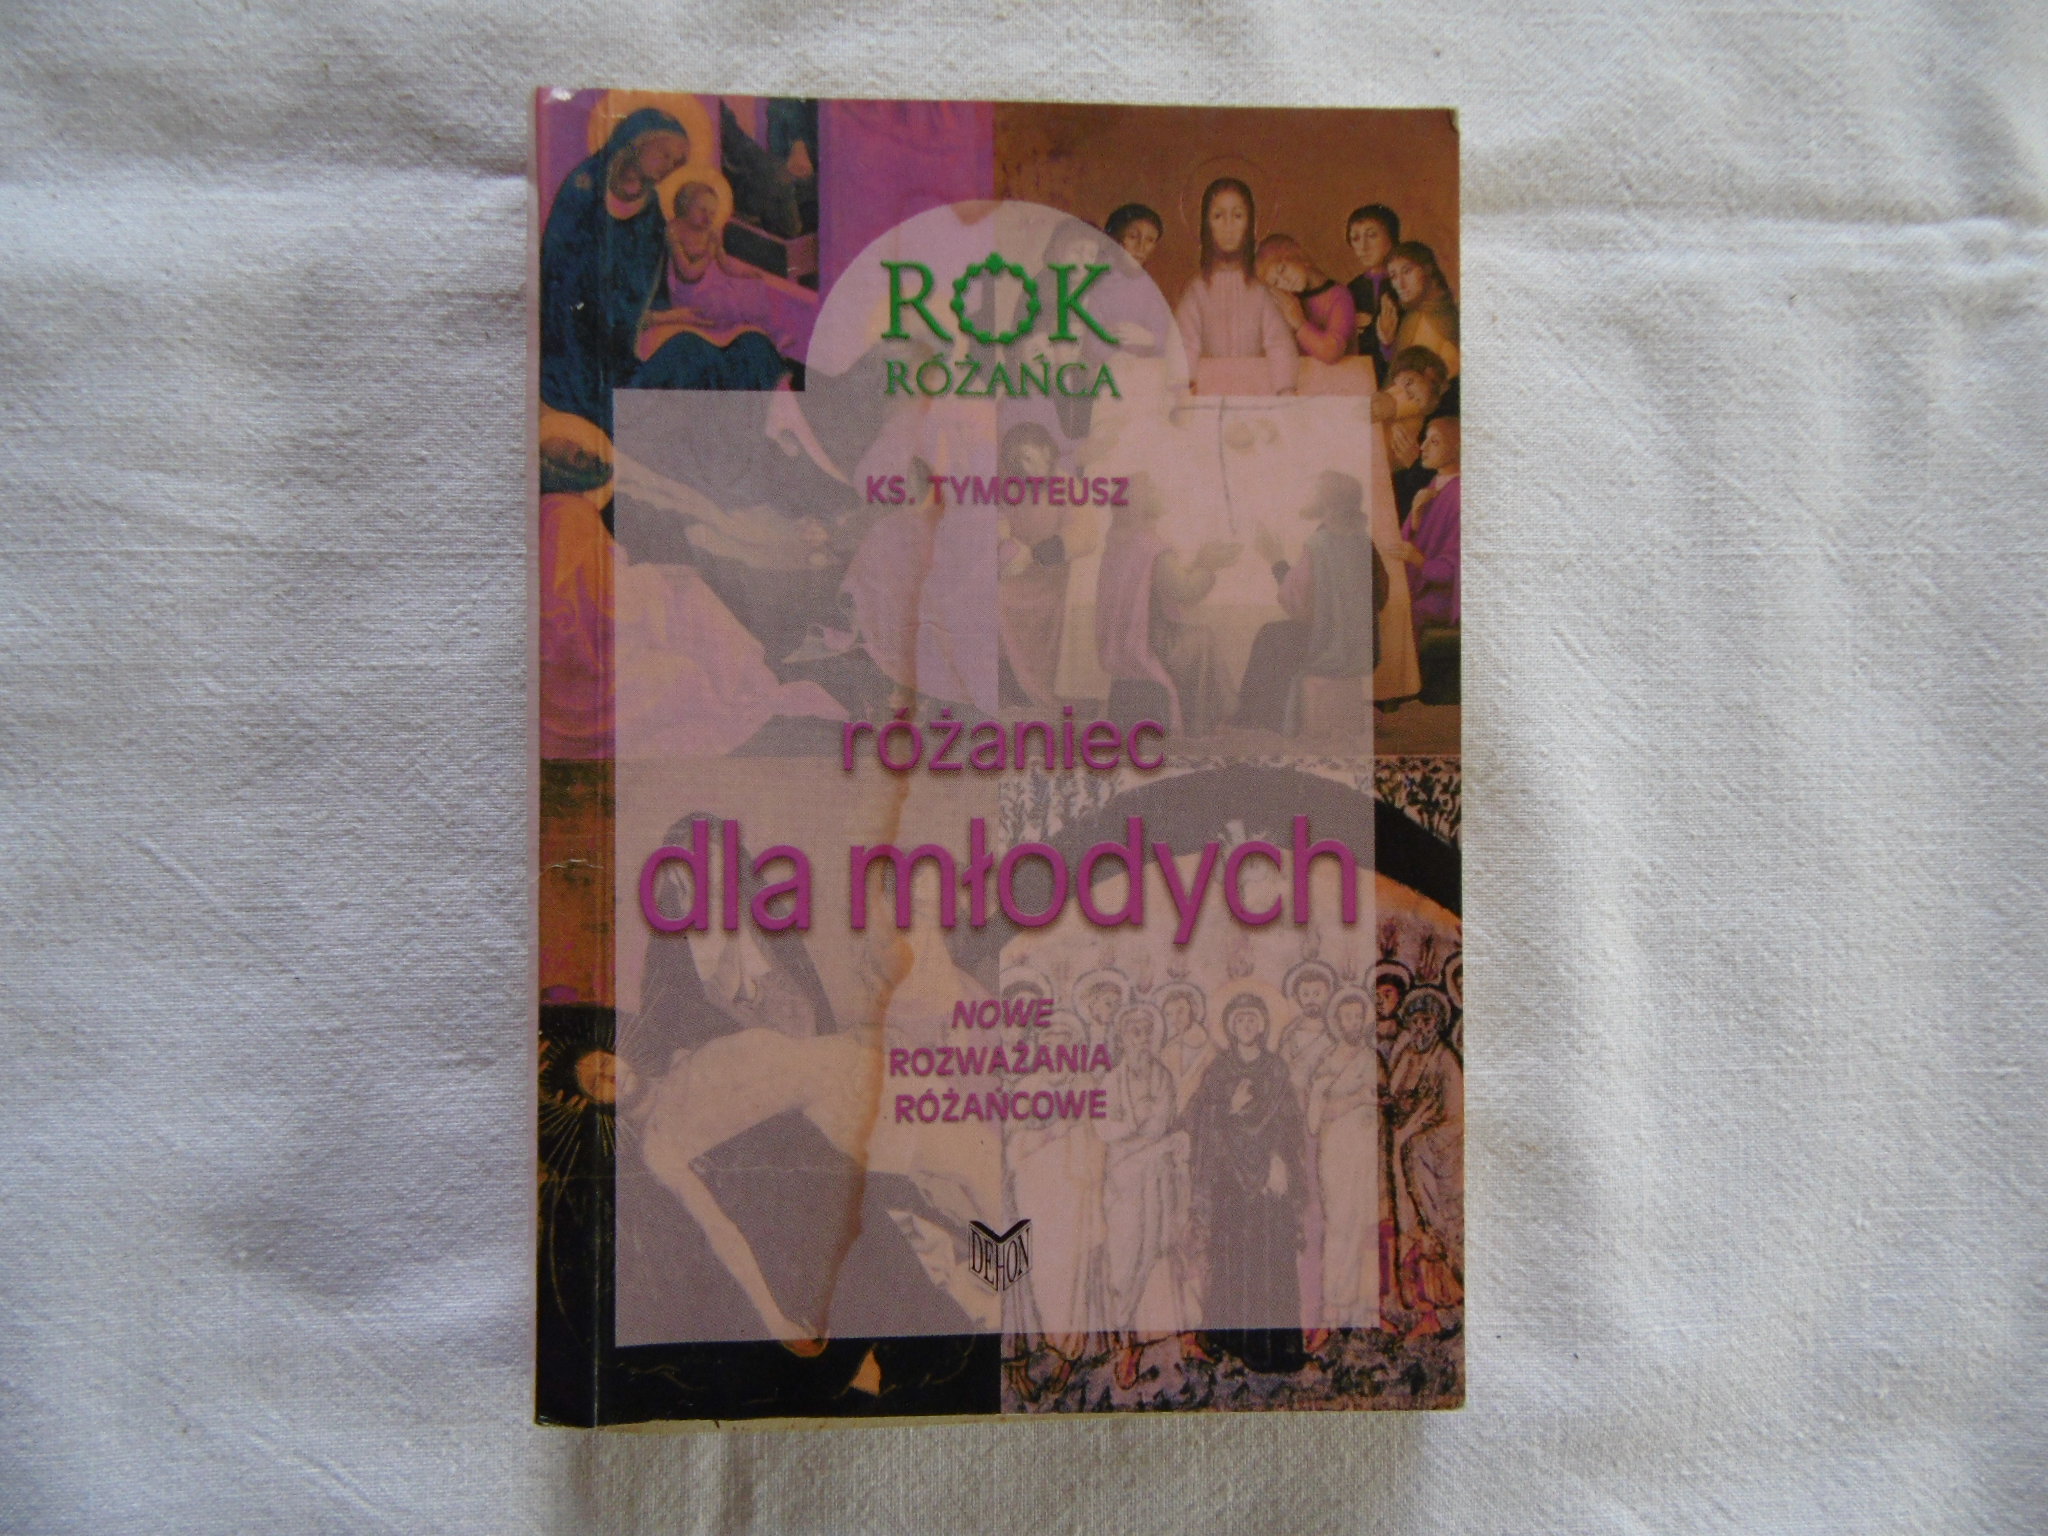 ROK
RÓŻAŃCA
KS. TYMOTEUSZ
różaniec
dla młodych
NOWE
ROZWAŻANIA
RÓŻAŃCOWE
DEHON